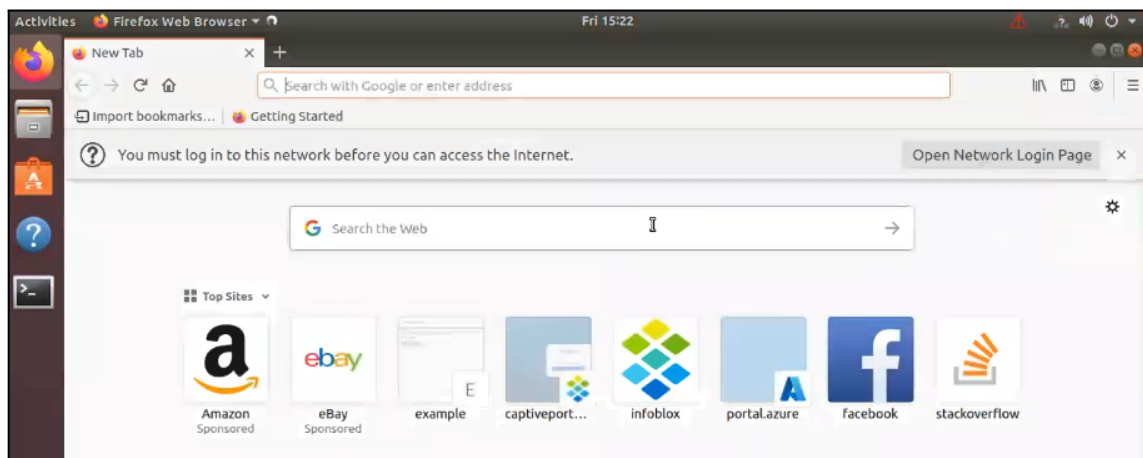 Activities Firefox Web Browser Fri 15:22
New Tab
Search with Google or enter address
Import bookmarks... Getting Started
You must log in to this network before you can access the Internet. Open Network Login Page
Search the Web
Top Sites
a ebay E f
Amazon eBay example captiveport... infoblox portal.azure facebook stackoverflow
Sponsored Sponsored